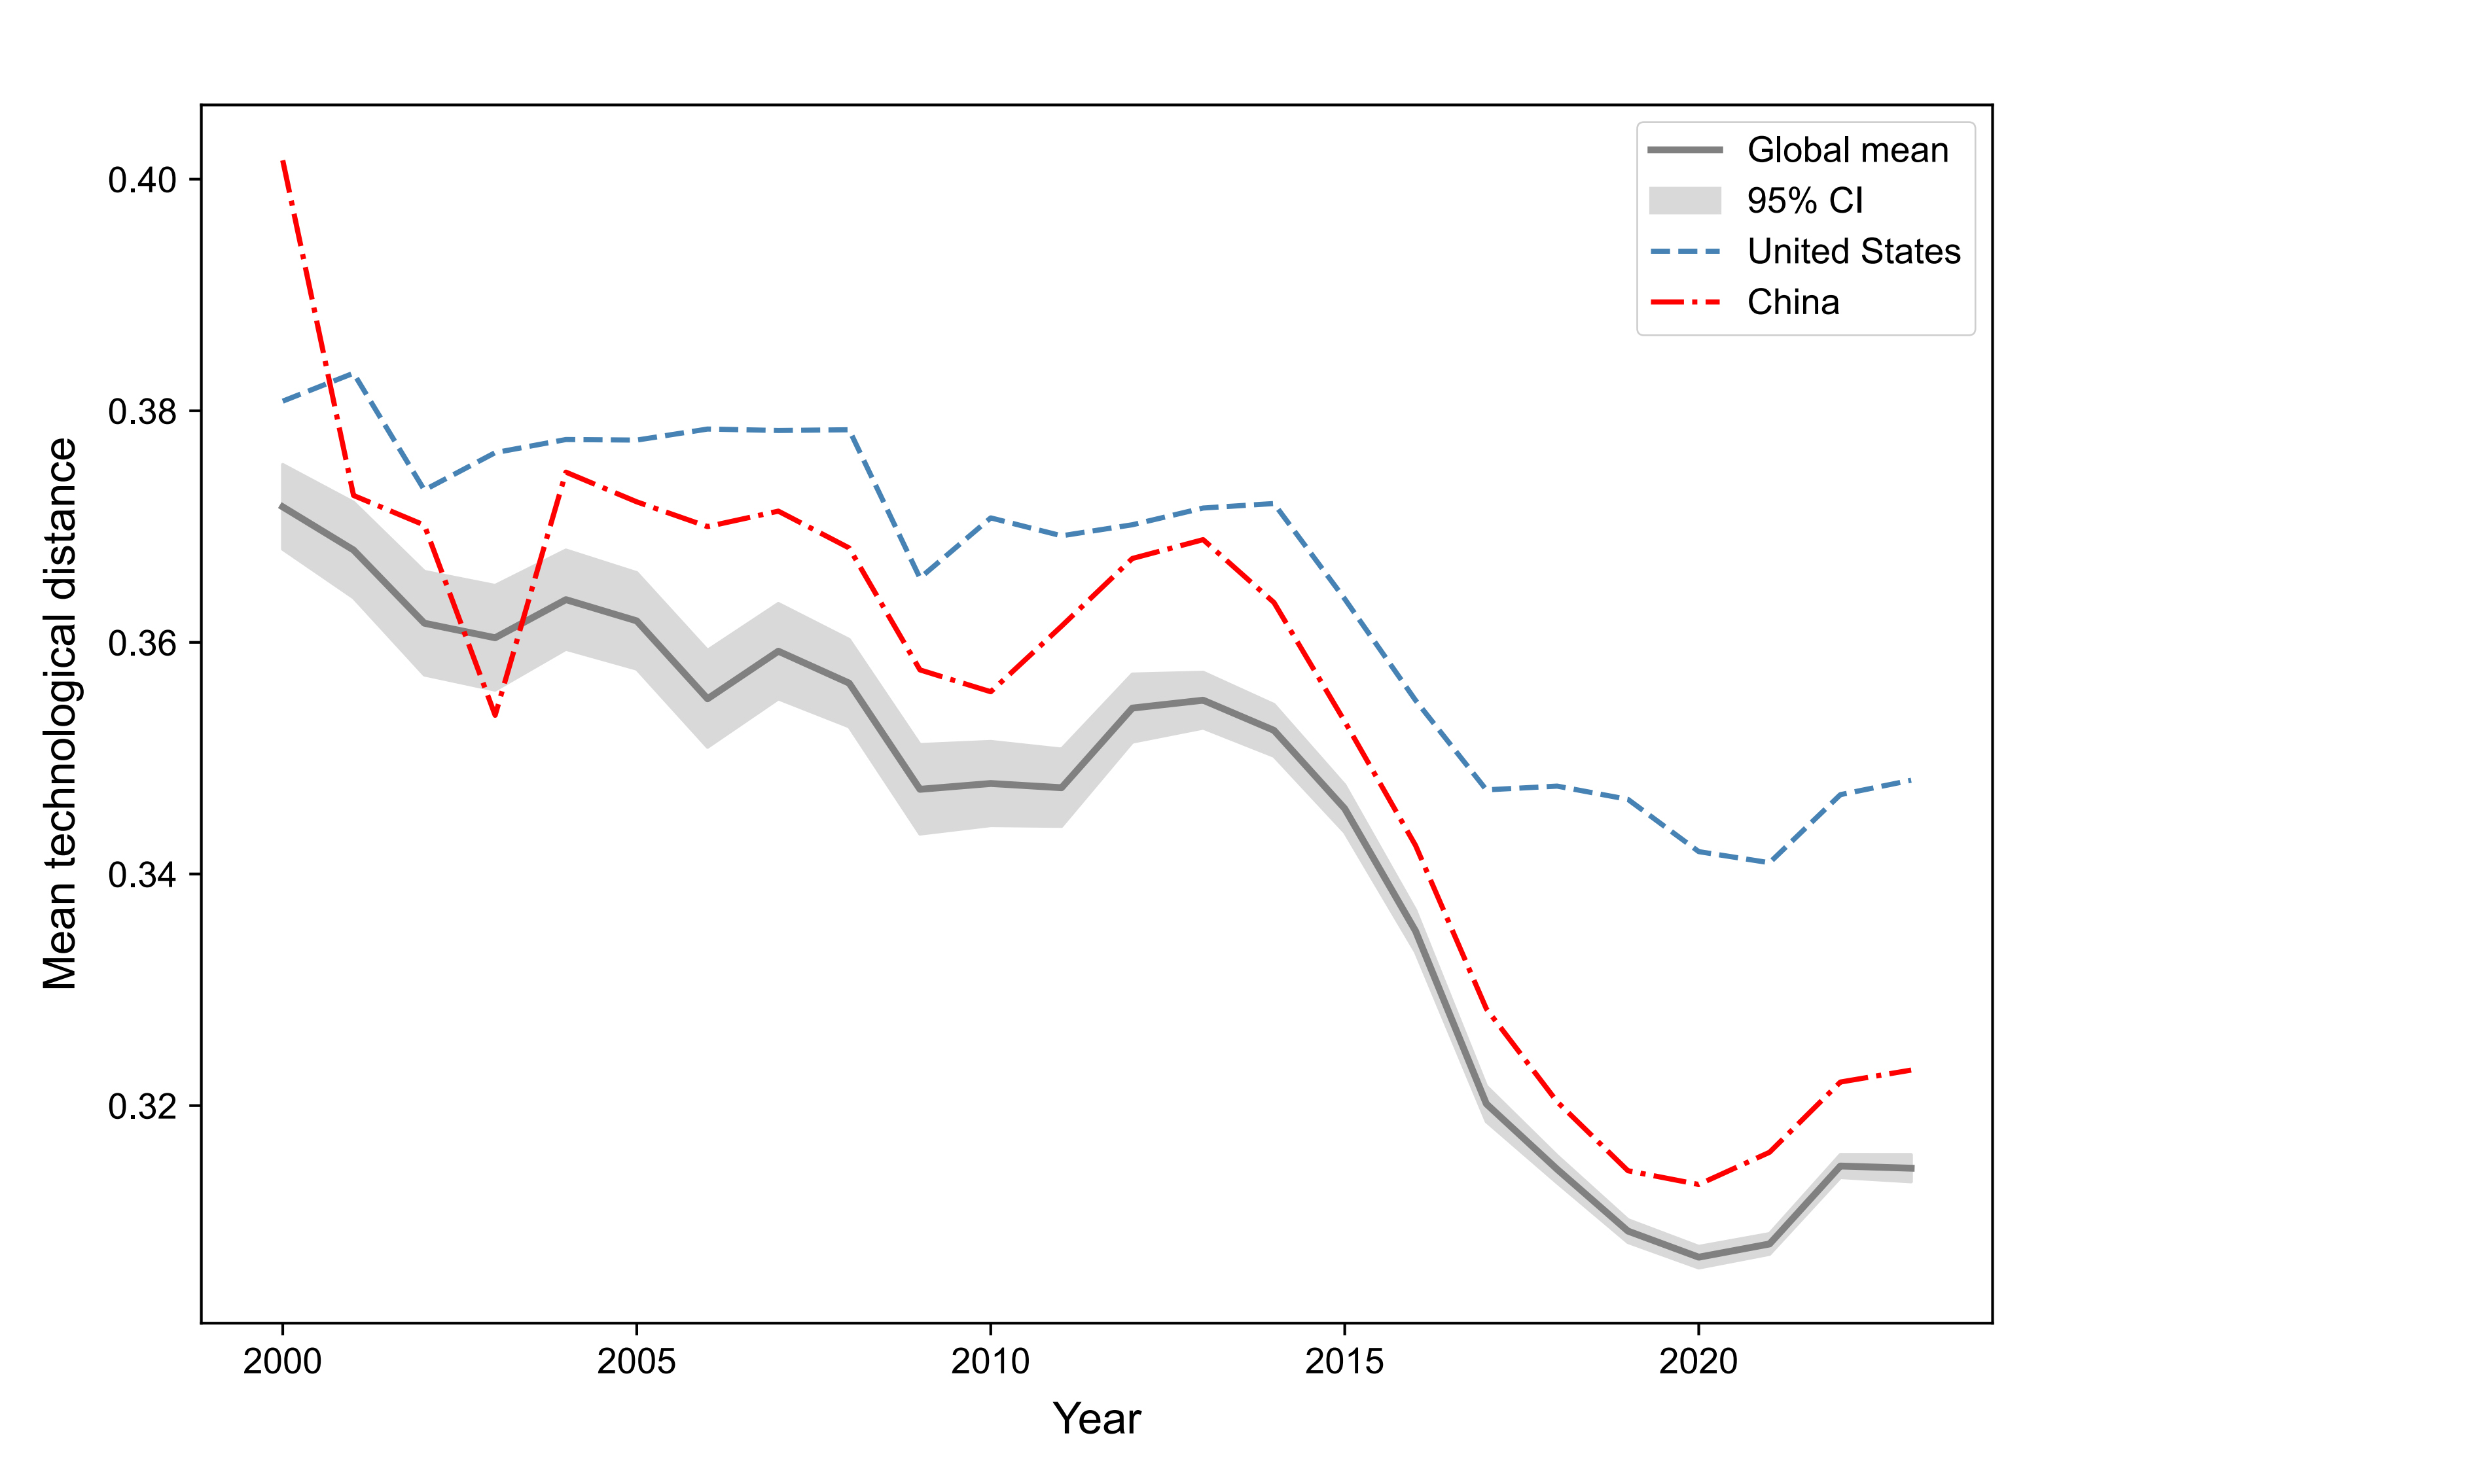 Global mean
95% CI
United States
China
0.40
0.38
0.36
0.34
0.32
Mean technological distance
2000 2005 2010 2015 2020
Year